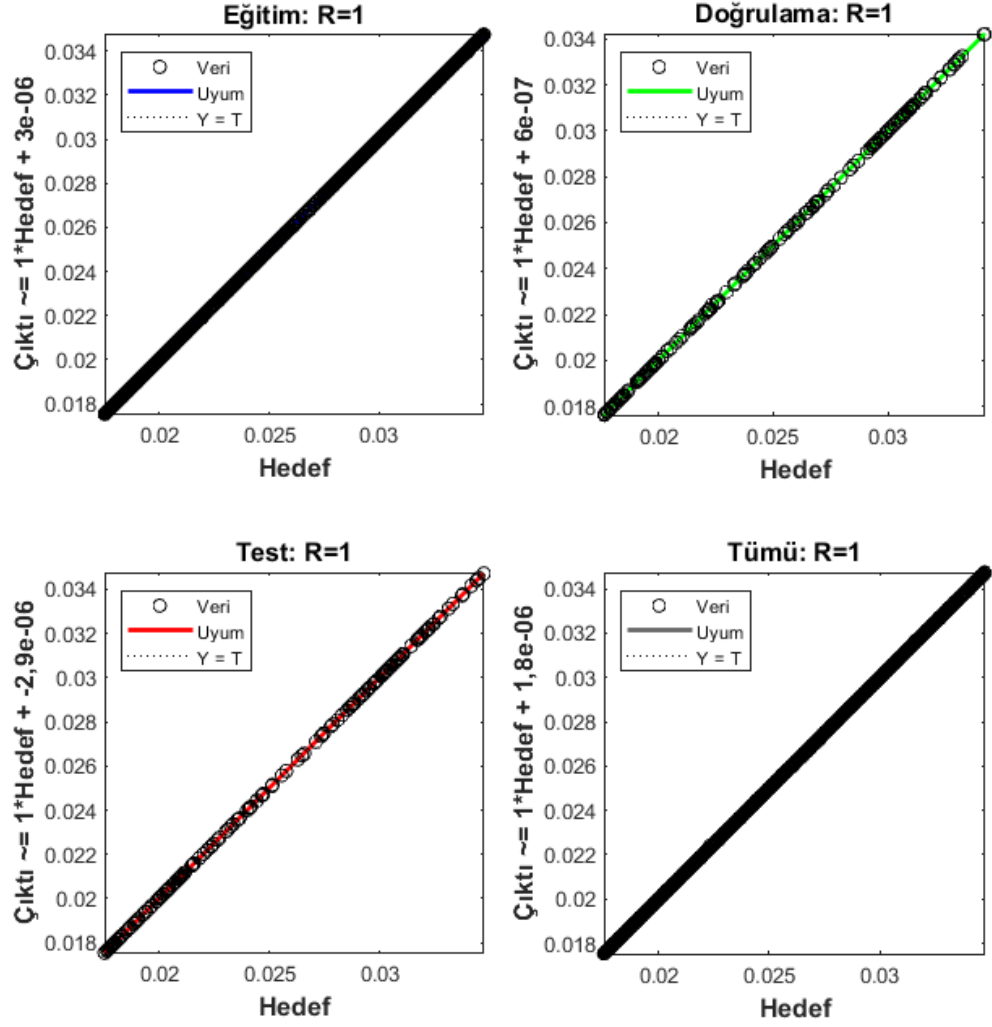 Eğitim: R=1
Çıktı ~= 1*Hedef + 3e-06
0.034
0.032
0.03
0.028
0.026
0.024
0.022
0.02
0.018
Veri
Uyum
Y = T
0.02 0.025 0.03
Hedef
Doğrulama: R=1
Çıktı ~= 1*Hedef + 6e-07
0.034
0.032
0.03
0.028
0.026
0.024
0.022
0.02
0.018
Veri
Uyum
Y = T
0.02 0.025 0.03
Hedef
Test: R=1
Çıktı ~= 1*Hedef + -2,9e-06
0.034
0.032
0.03
0.028
0.026
0.024
0.022
0.02
0.018
Veri
Uyum
Y = T
0.02 0.025 0.03
Hedef
Tümü: R=1
Çıktı ~= 1*Hedef + 1,8e-06
0.034
0.032
0.03
0.028
0.026
0.024
0.022
0.02
0.018
Veri
Uyum
Y = T
0.02 0.025 0.03
Hedef